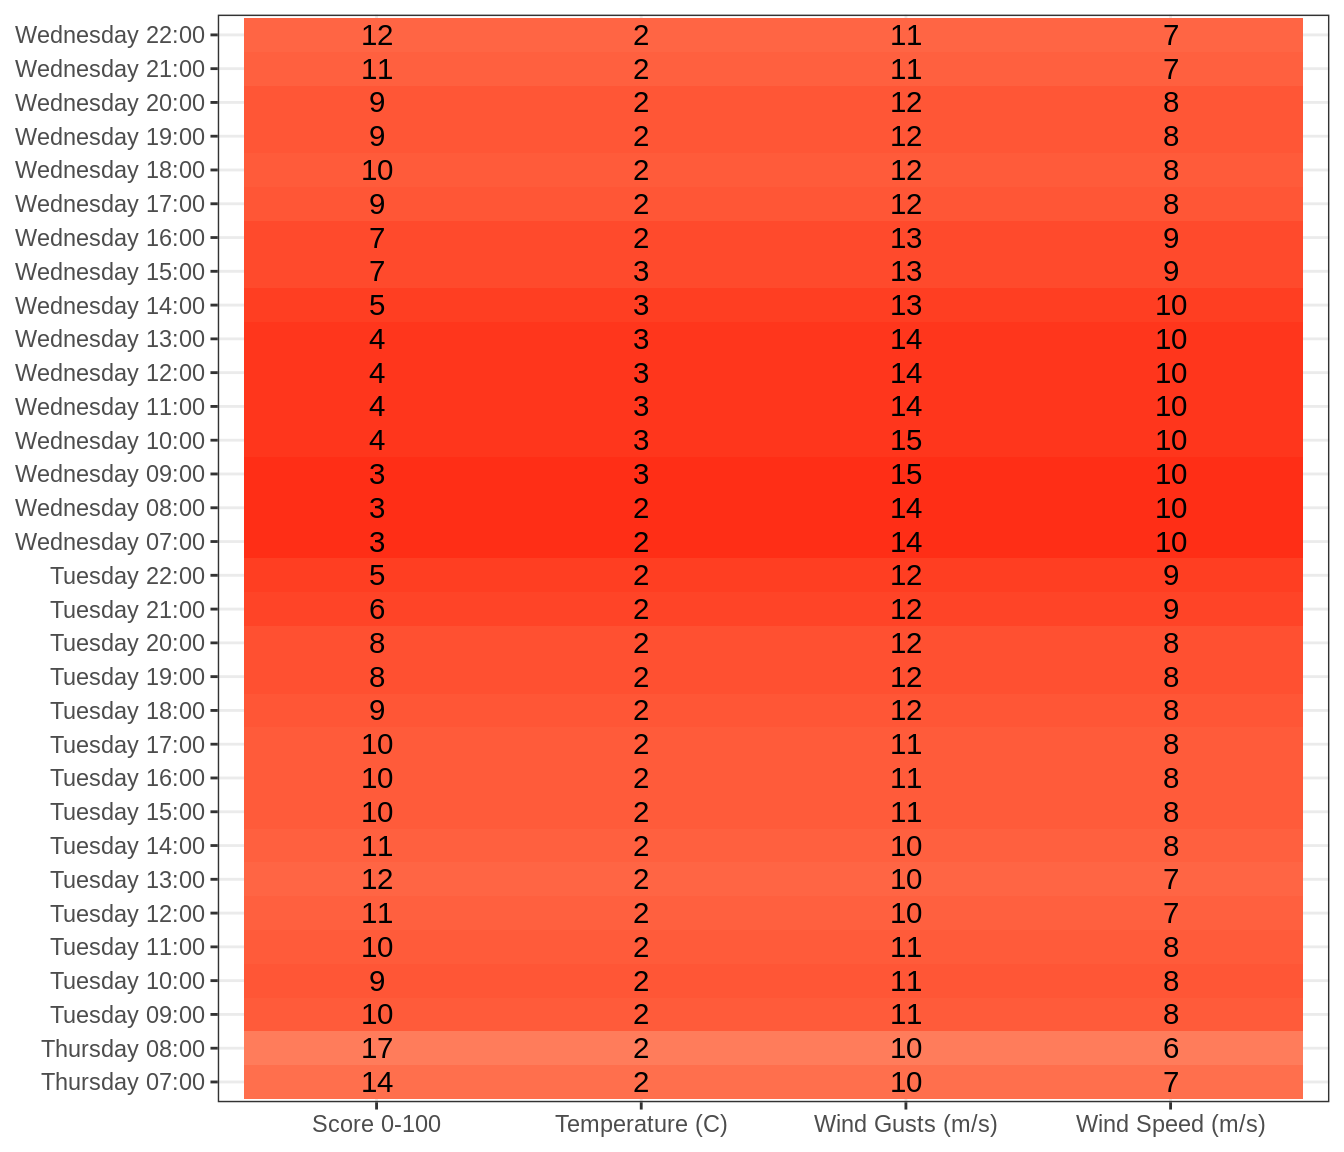 Wednesday 22:00 12 2 11 7
Wednesday 21:00 11 2 11 7
Wednesday 20:00 9 2 12 8
Wednesday 19:00 9 2 12 8
Wednesday 18:00 10 2 12 8
Wednesday 17:00 9 2 12 8
Wednesday 16:00 7 2 13 9
Wednesday 15:00 7 3 13 9
Wednesday 14:00 5 3 13 10
Wednesday 13:00 4 3 14 10
Wednesday 12:00 4 3 14 10
Wednesday 11:00 4 3 14 10
Wednesday 10:00 4 3 15 10
Wednesday 09:00 3 3 15 10
Wednesday 08:00 3 2 14 10
Wednesday 07:00 3 2 14 10
Tuesday 22:00 5 2 12 9
Tuesday 21:00 6 2 12 9
Tuesday 20:00 8 2 12 8
Tuesday 19:00 8 2 12 8
Tuesday 18:00 9 2 12 8
Tuesday 17:00 10 2 11 8
Tuesday 16:00 10 2 11 8
Tuesday 15:00 10 2 11 8
Tuesday 14:00 11 2 10 8
Tuesday 13:00 12 2 10 7
Tuesday 12:00 11 2 10 7
Tuesday 11:00 10 2 11 8
Tuesday 10:00 9 2 11 8
Tuesday 09:00 10 2 11 8
Thursday 08:00 17 2 10 6
Thursday 07:00 14 2 10 7
Score 0-100 Temperature (C) Wind Gusts (m/s) Wind Speed (m/s)